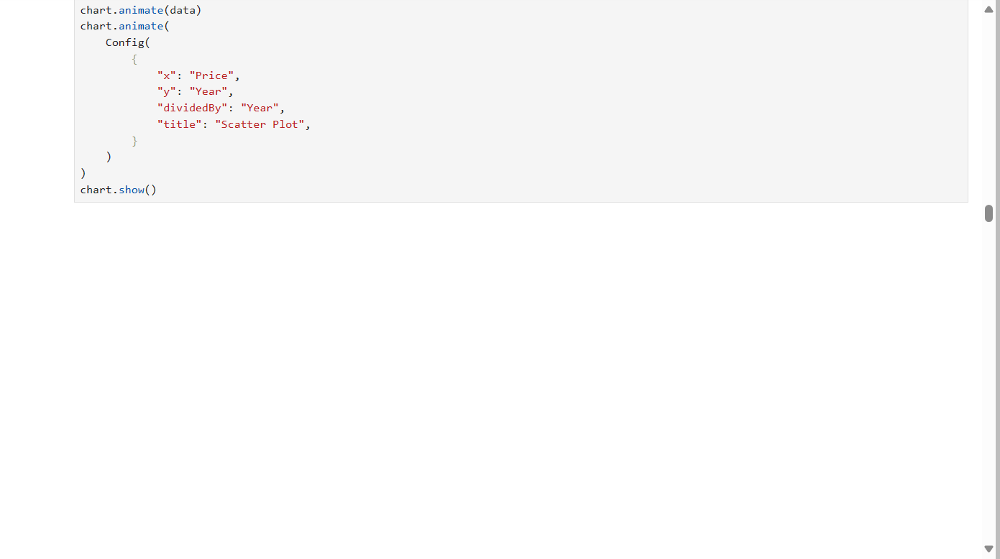 chart.animate(data)
chart.animate(
    Config(
        {
            "x": "Price",
            "y": "Year",
            "dividedBy": "Year",
            "title": "Scatter Plot",
        }
    )
)
chart.show()